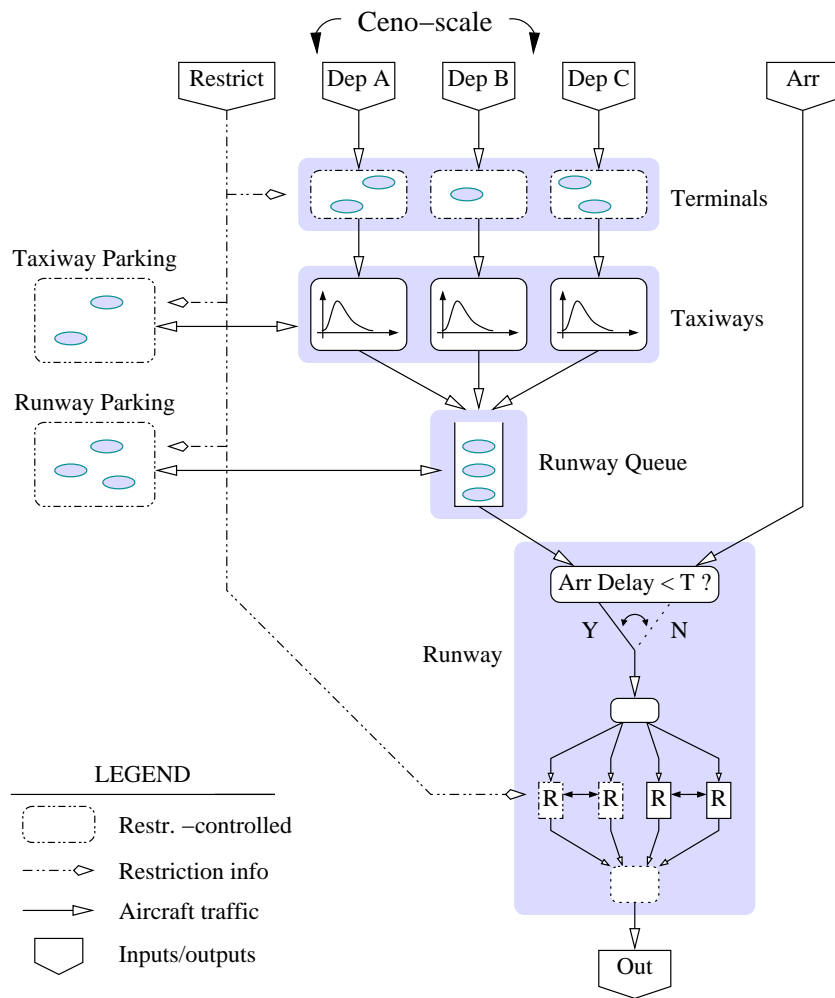 Ceno-scale
Restrict
Dep A
Dep B
Dep C
Arr
Terminals
Taxiway Parking
Taxiways
Runway Parking
Runway Queue
Arr Delay < T ?
Y
N
Runway
R
R
R
R
LEGEND
Restr. -controlled
Restriction info
Aircraft traffic
Inputs/outputs
Out